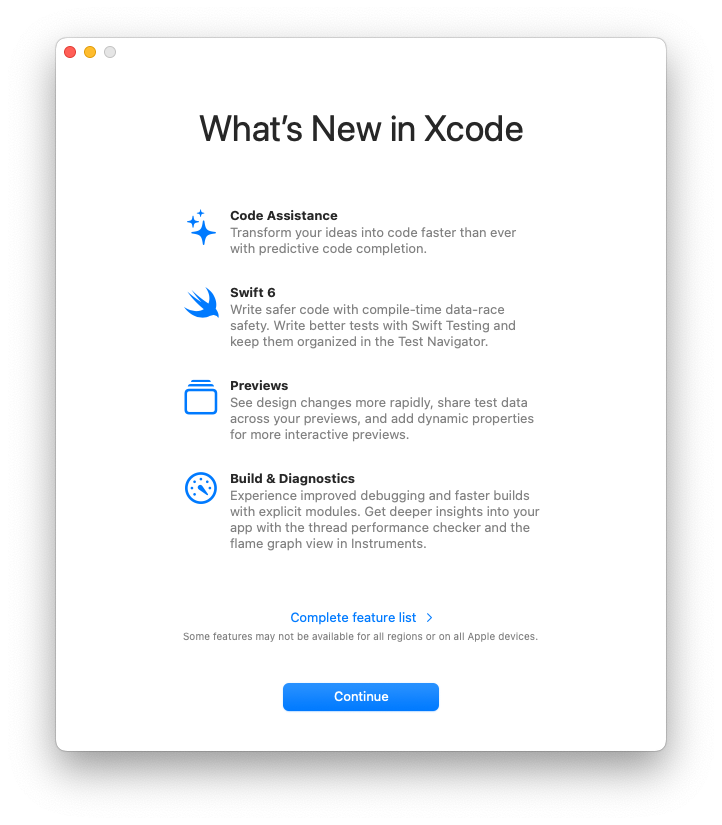 What’s New in Xcode
Code Assistance
Transform your ideas into code faster than ever
with predictive code completion.
Swift 6
Write safer code with compile-time data-race
safety. Write better tests with Swift Testing and
keep them organized in the Test Navigator.
Previews
See design changes more rapidly, share test data
across your previews, and add dynamic properties
for more interactive previews.
Build & Diagnostics
Experience improved debugging and faster builds
with explicit modules. Get deeper insights into your
app with the thread performance checker and the
flame graph view in Instruments.
Complete feature list
Some features may not be available for all regions or on all Apple devices.
Continue